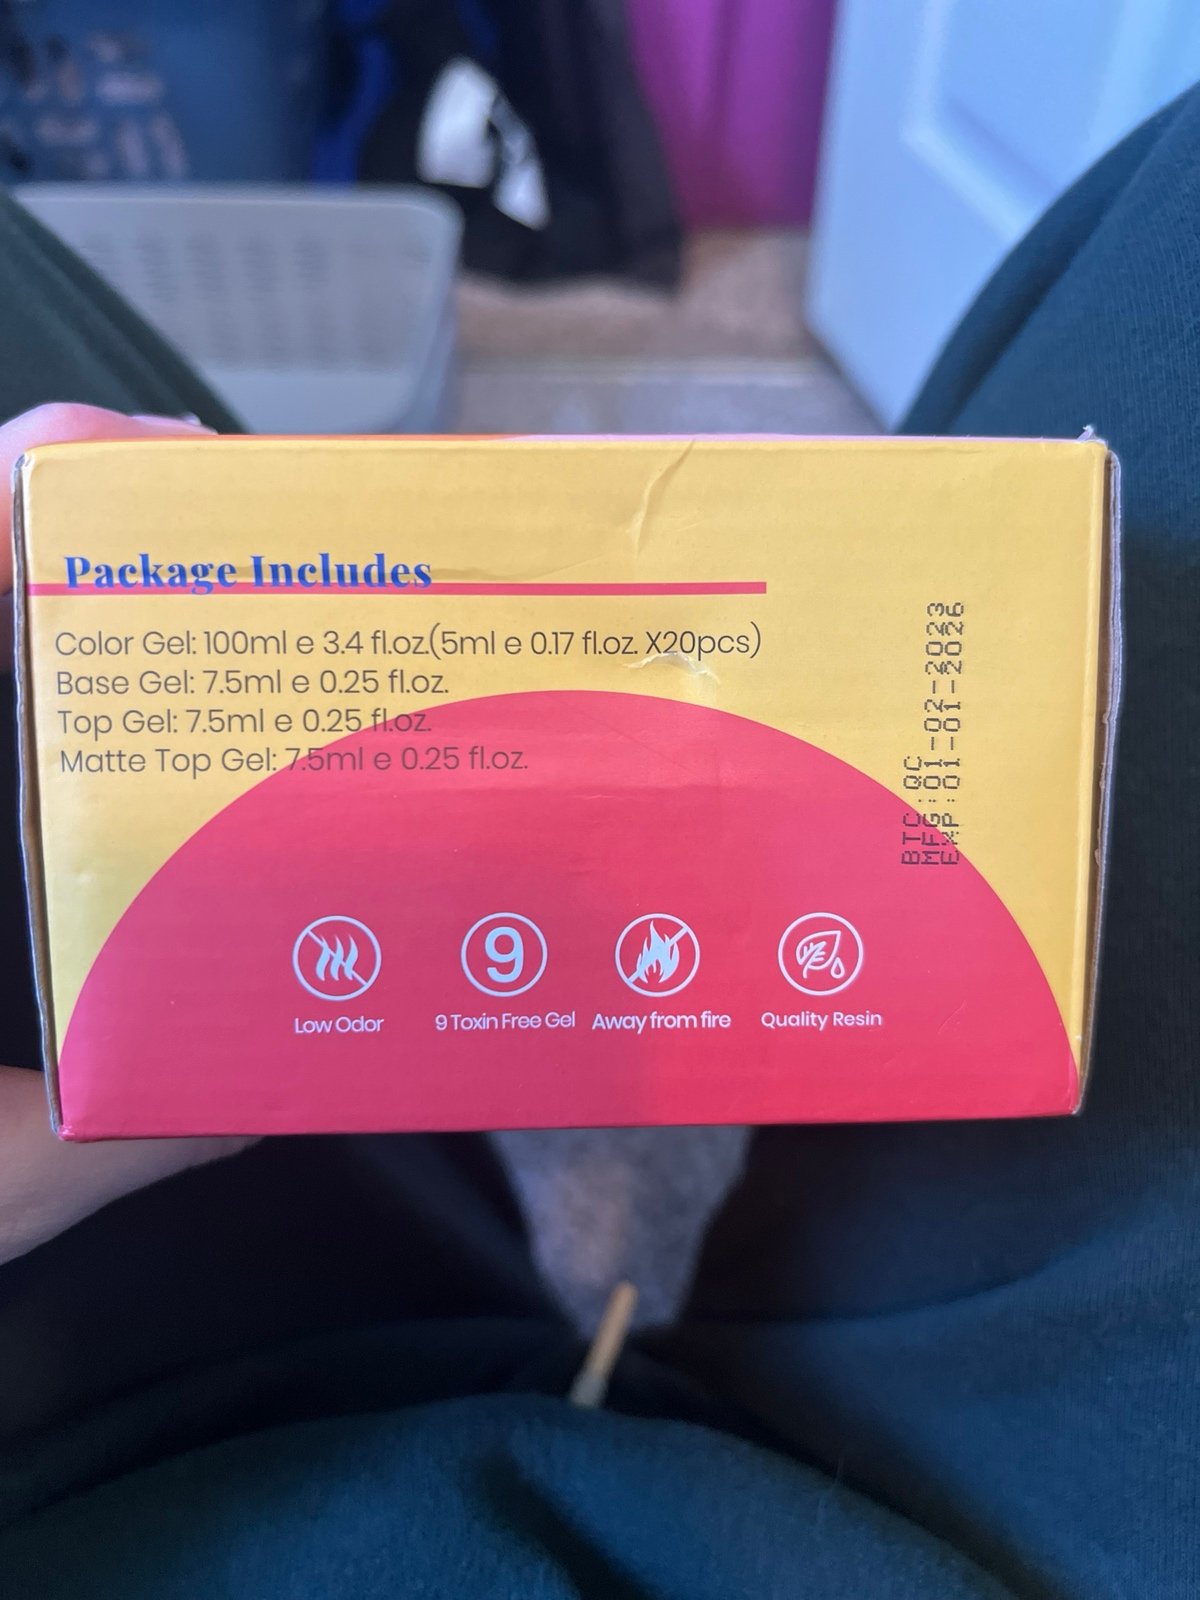 Package Includes
Color Gel: 100ml e 3.4 fl.oz.(5ml e 0.17 fl.oz. X20pcs)
Base Gel: 7.5ml e 0.25 fl.oz.
Top Gel: 7.5ml e 0.25 fl.oz.
Matte Top Gel: 7.5ml e 0.25 fl.oz.
BTC:QC
MFG:01-02-2023
EXP:01-01-2026
9
Low Odor
9 Toxin Free Gel
Away from fire
Quality Resin